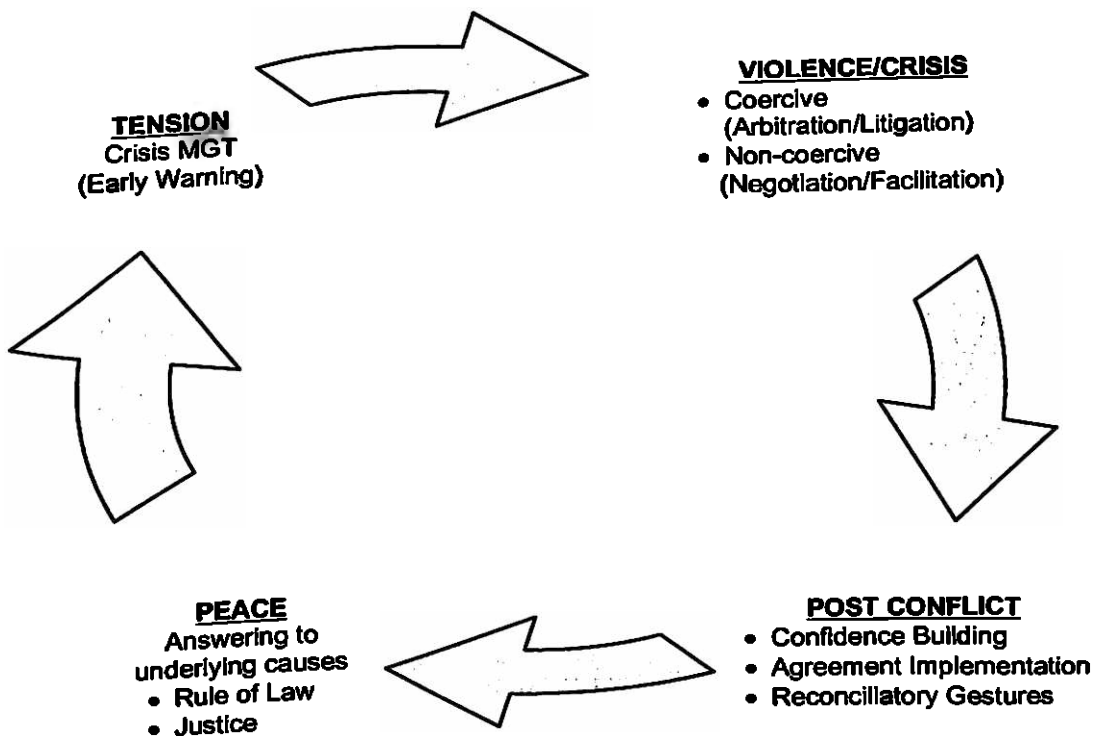 TENSION
Crisis MGT
(Early Warning)
VIOLENCE/CRISIS
• Coercive
(Arbitration/Litigation)
• Non-coercive
(Negotiation/Facilitation)
PEACE
Answering to
underlying causes
• Rule of Law
• Justice
POST CONFLICT
• Confidence Building
• Agreement Implementation
• Reconcillatory Gestures